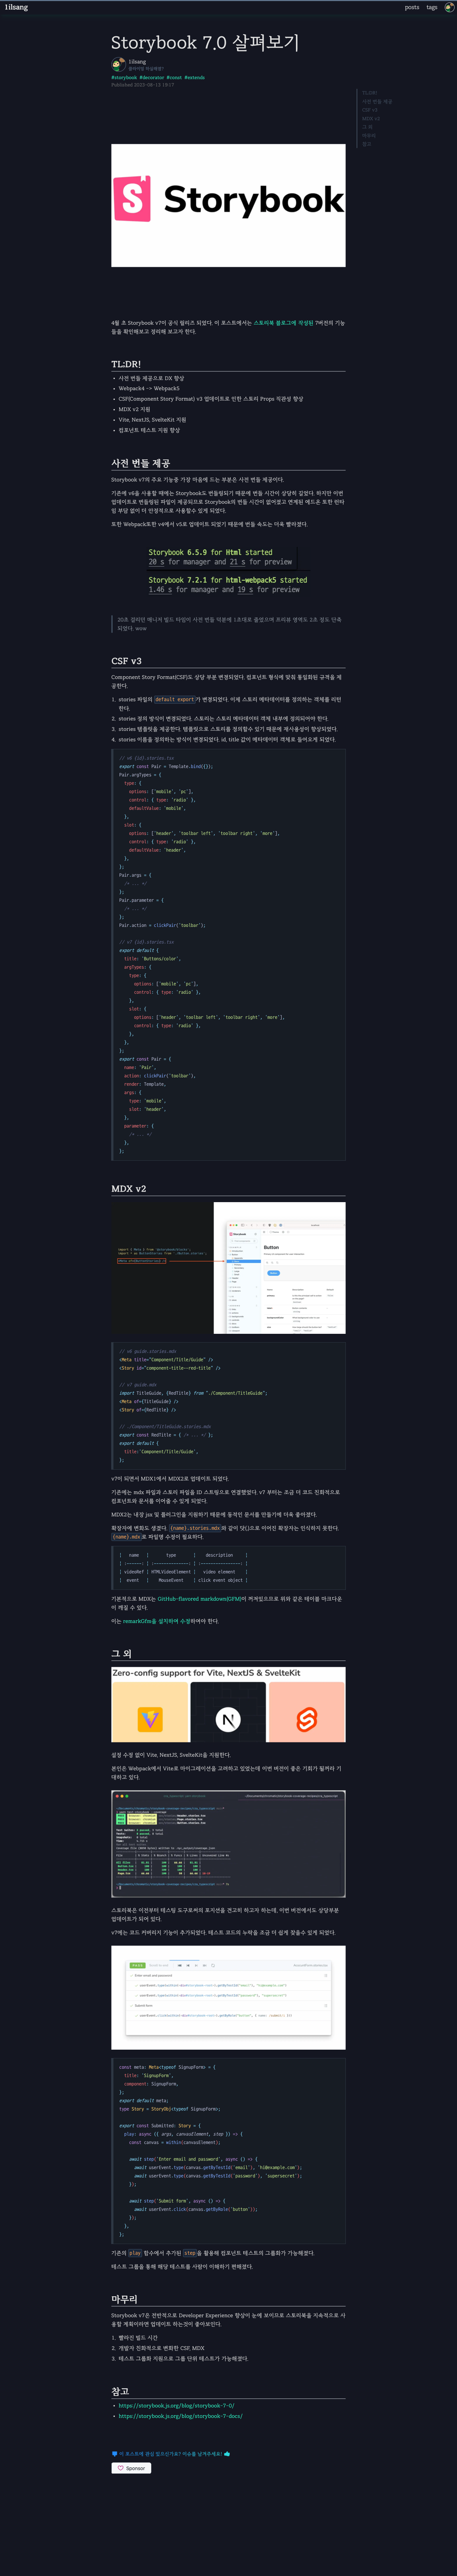 1ilsang
posts tags
Storybook 7.0 살펴보기
1ilsang
#storybook #decorator #const #extends
TL;DR!
사전 번들 제공
CSF v3
MDX v2
그 외
마무리
참고
Storybook
4월 초 Storybook v7이 공식 릴리즈 되었다. 이 포스트에서는 스토리북 블로그에 작성된 7버전의 기능
들을 확인해보고 정리해 보고자 한다.
TL;DR!
• 사전 번들 제공으로 DX 향상
• Webpack4 -> Webpack5
• CSF(Component Story Format) v3 업데이트로 인한 스토리 Props 직관성 향상
• MDX v2 지원
• Vite, NextJS, SvelteKit 지원
• 컴포넌트 테스트 지원 향상
사전 번들 제공
Storybook v7의 주요 기능중 가장 마음에 드는 부분은 사전 번들 제공이다.
기존에 v6을 사용할 때에는 Storybook도 번들링되기 때문에 번들 시간이 상당히 길었다. 하지만 이번
업데이트로 번들링된 파일이 제공되므로 Storybook의 번들 시간이 없어졌고 번개된 에드온 또한 런타
임 부담 없이 더 안정적으로 사용할수 있게 되었다.
또한 Webpack또한 v4에서 v5로 업데이트 되었기 때문에 번들 속도는 더욱 빨라졌다.
Storybook 6.5.9 for Html started
20 s for manager and 21 s for preview
Storybook 7.2.1 for html-webpack5 started
1.46 s for manager and 19 s for preview
20초 걸리던 매니저 빌드 타임이 사전 번들 덕분에 1초대로 줄었으며 프리뷰 영역도 2초 정도 단축
되었다. wow
CSF v3
Component Story Format(CSF)도 상당 부분 변경되었다. 컴포넌트 형식에 맞춰 통일화된 규격을 제
공한다.
1. stories 파일의 default export가 변경되었다. 이제 스토리 메타데이터를 정의하는 객체를 리턴
한다.
2. stories 정의 방식이 변경되었다. 스토리는 스토리 메타데이터 객체 내부에 정의되어야 한다.
3. stories 템플릿을 제공한다. 템플릿으로 스토리를 정의할수 있기 때문에 재사용성이 향상되었다.
4. stories 이름을 정의하는 방식이 변경되었다. id, title 값이 메타데이터 객체로 들어오게 되었다.
// v6 {Id}.stories.tsx
export const Pair = Template.bind({});
Pair.argTypes = {
type: {
options: ['mobile', 'pc'],
control: { type: 'radio' },
defaultValue: 'mobile',
},
slot: {
options: ['header', 'toolbar left', 'toolbar right', 'more'],
control: { type: 'radio' },
defaultValue: 'header',
},
};
Pair.args = {
/* ... */
};
Pair.parameter = {
/* ... */
};
Pair.action = clickPair('toolbar');
// v7 {Id}.stories.tsx
export default {
title: 'Buttons/color',
argTypes: {
type: {
options: ['mobile', 'pc'],
control: { type: 'radio' },
},
slot: {
options: ['header', 'toolbar left', 'toolbar right', 'more'],
control: { type: 'radio' },
},
},
};
export const Pair = {
name: 'Pair',
action: clickPair('toolbar'),
render: Template,
args: {
type: 'mobile',
slot: 'header',
},
parameter: {
/* ... */
},
};
MDX v2
Storybook
Button
// v6 guide.stories.mdx
<Meta title="Component/Title/Guide" />
<Story id="component-title--red-title" />
// v7 guide.mdx
import TitleGuide, {RedTitle} from "./Component/TitleGuide";
<Meta of={TitleGuide} />
<Story of={RedTitle} />
// ./Component/TitleGuide.stories.mdx
export const RedTitle = { /* ... */ };
export default {
title:'Component/Title/Guide',
};
v7이 되면서 MDX1에서 MDX2로 업데이트 되었다.
기존에는 mdx 파일과 스토리 파일을 ID 스트링으로 연결했었다. v7 부터는 조금 더 코드 친화적으로
컴포넌트와 문서를 이어줄 수 있게 되었다.
MDX2는 내장 jsx 및 플러그인을 지원하기 때문에 동적인 문서를 만들기에 더욱 좋아졌다.
확장자에 변화도 생겼다. {name}.stories.mdx와 같이 닷(.)으로 이어진 확장자는 인식하지 못한다.
{name}.mdx로 파일명 수정이 필요하다.
| name | type | description |
| :------: | :--------------: | :----------------: |
| videoRef | HTMLVideoElement | video element |
| event | MouseEvent | click event object |
기본적으로 MDX는 GitHub-flavored markdown(GFM)이 꺼져있으므로 위와 같은 테이블 마크다운
이 깨질 수 있다.
이는 remarkGfm을 설치하여 수정하여야 한다.
그 외
Zero-config support for Vite, NextJS & SvelteKit
설정 수정 없이 Vite, NextJS, SvelteKit을 지원한다.
본인은 Webpack에서 Vite로 마이그레이션을 고려하고 있었는데 이번 버전이 좋은 기회가 될꺼라 기
대하고 있다.
스토리북은 이전부터 테스팅 도구로써의 포지션을 견고히 하고자 하는데, 이번 버전에서도 상당부분
업데이트가 되어 있다.
v7에는 코드 커버리지 기능이 추가되었다. 테스트 코드의 누락을 조금 더 쉽게 찾을수 있게 되었다.
const meta: Meta<typeof SignupForm> = {
title: 'SignupForm',
component: SignupForm,
};
export default meta;
type Story = StoryObj<typeof SignupForm>;
export const Submitted: Story = {
play: async ({ args, canvasElement, step }) => {
const canvas = within(canvasElement);
await step('Enter email and password', async () => {
await userEvent.type(canvas.getByTestId('email'), 'hi@example.com');
await userEvent.type(canvas.getByTestId('password'), 'supersecret');
});
await step('Submit form', async () => {
await userEvent.click(canvas.getByRole('button'));
});
},
};
기존의 play 함수에서 추가된 step을 활용해 컴포넌트 테스트의 그룹화가 가능해졌다.
테스트 그룹을 통해 해당 테스트를 사람이 이해하기 편해졌다.
마무리
Storybook v7은 전반적으로 Developer Experience 향상이 눈에 보이므로 스토리북을 지속적으로 사
용할 계획이라면 업데이트 하는것이 좋아보인다.
1. 빨라진 빌드 시간
2. 개발자 친화적으로 변화한 CSF, MDX
3. 테스트 그룹화 지원으로 그룹 단위 테스트가 가능해졌다.
참고
• https://storybook.js.org/blog/storybook-7-0/
• https://storybook.js.org/blog/storybook-7-docs/
이 포스트에 관심 있으신가요? 이슈를 남겨주세요!
Sponsor